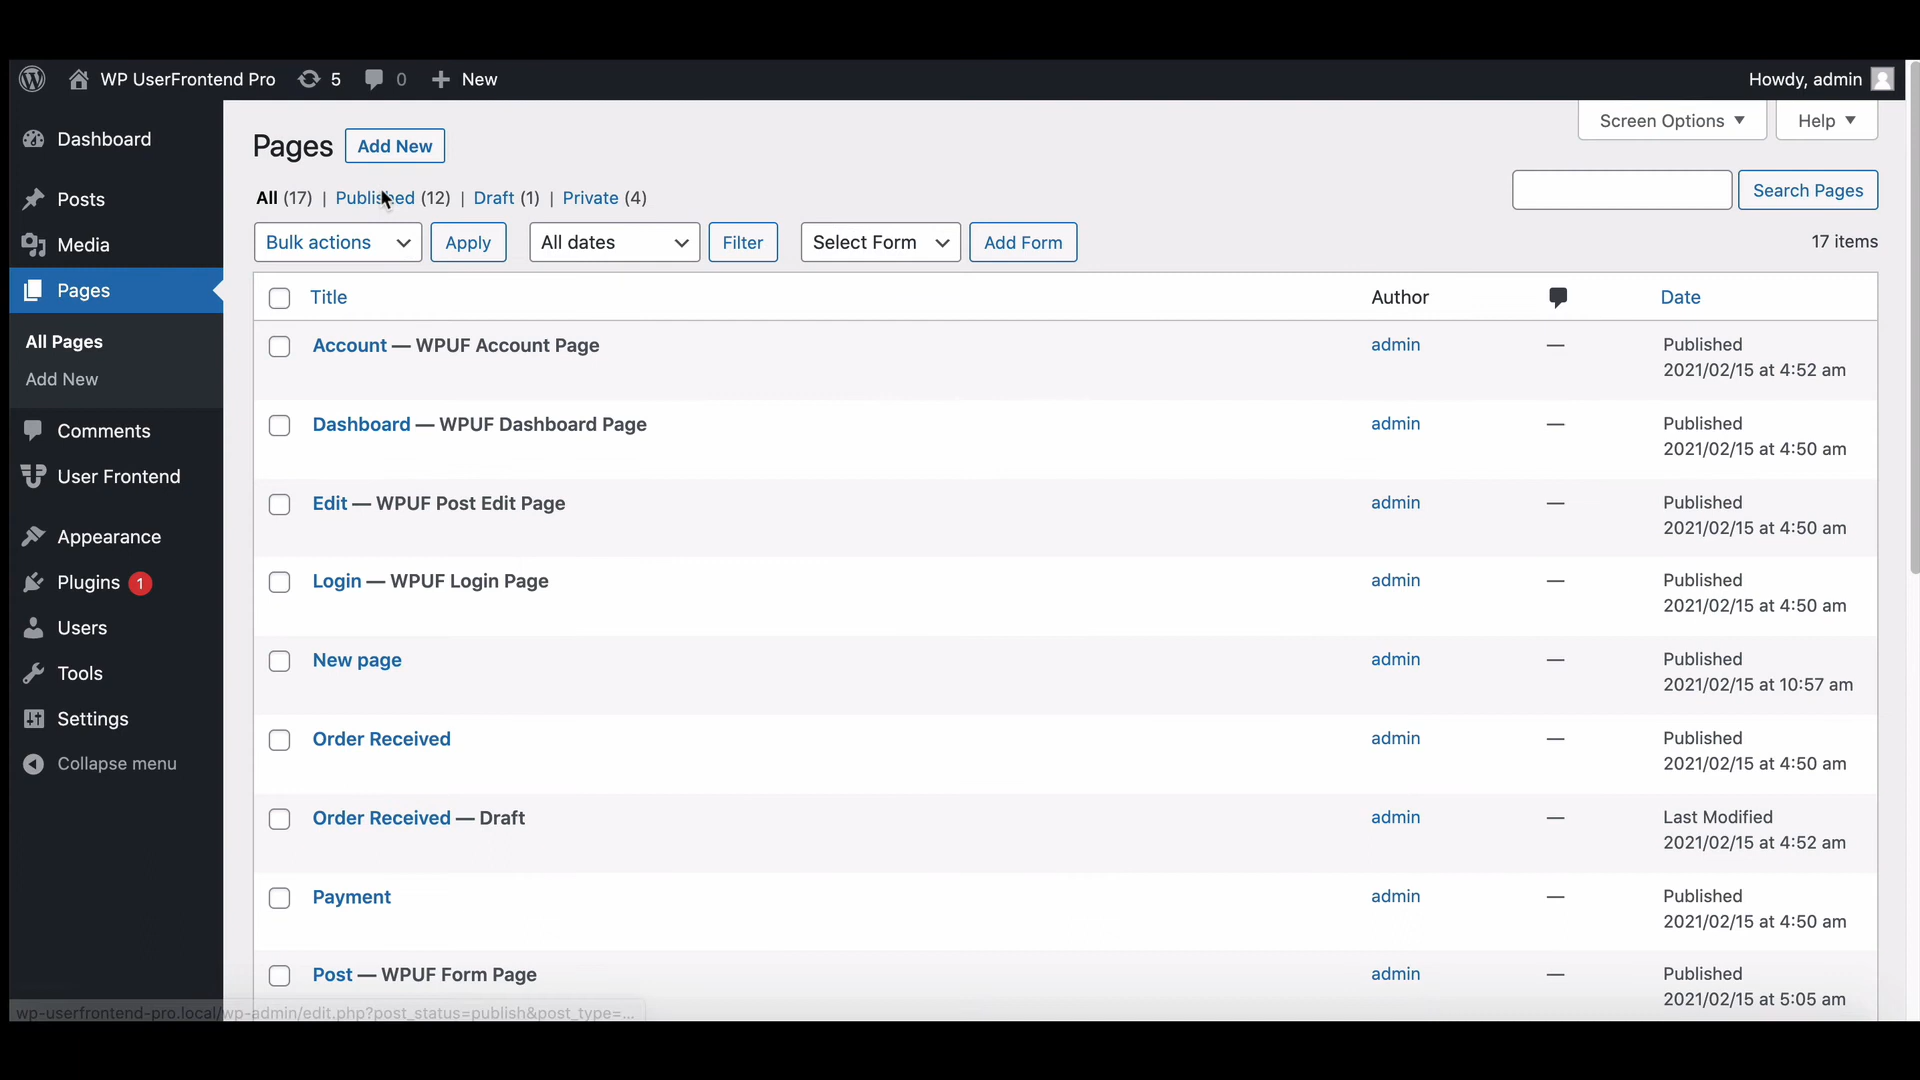 WP UserFrontend Pro 5 0 New Howdy, admin
Dashboard
Posts
Media
Pages
All Pages
Add New
Comments
User Frontend
Appearance
Plugins 1
Users
Tools
Settings
Collapse menu
Screen Options Help
Pages Add New
All (17) | Published (12) | Draft (1) | Private (4)
Search Pages
Bulk actions Apply All dates Filter Select Form Add Form 17 items
Title Author Date
Account — WPUF Account Page admin — Published
2021/02/15 at 4:52 am
Dashboard — WPUF Dashboard Page admin — Published
2021/02/15 at 4:50 am
Edit — WPUF Post Edit Page admin — Published
2021/02/15 at 4:50 am
Login — WPUF Login Page admin — Published
2021/02/15 at 4:50 am
New page admin — Published
2021/02/15 at 10:57 am
Order Received admin — Published
2021/02/15 at 4:50 am
Order Received — Draft admin — Last Modified
2021/02/15 at 4:52 am
Payment admin — Published
2021/02/15 at 4:50 am
Post — WPUF Form Page admin — Published
2021/02/15 at 5:05 am
wp-userfrontend-pro.local/wp-admin/edit.php?post_status=publish&post_type=...